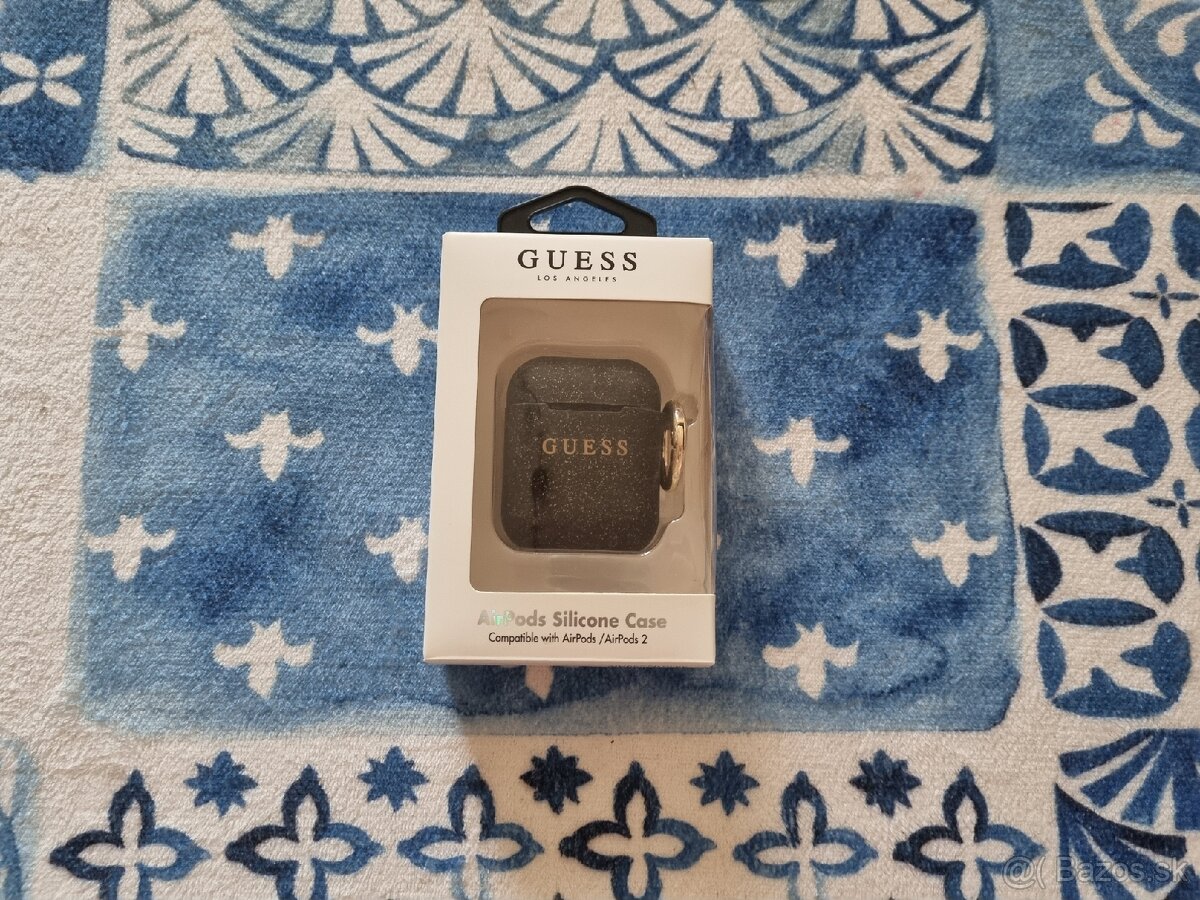 GUESS
LOS ANGELES
GUESS
AirPods Silicone Case
Compatible with AirPods /AirPods 2
@( Bazos.sk